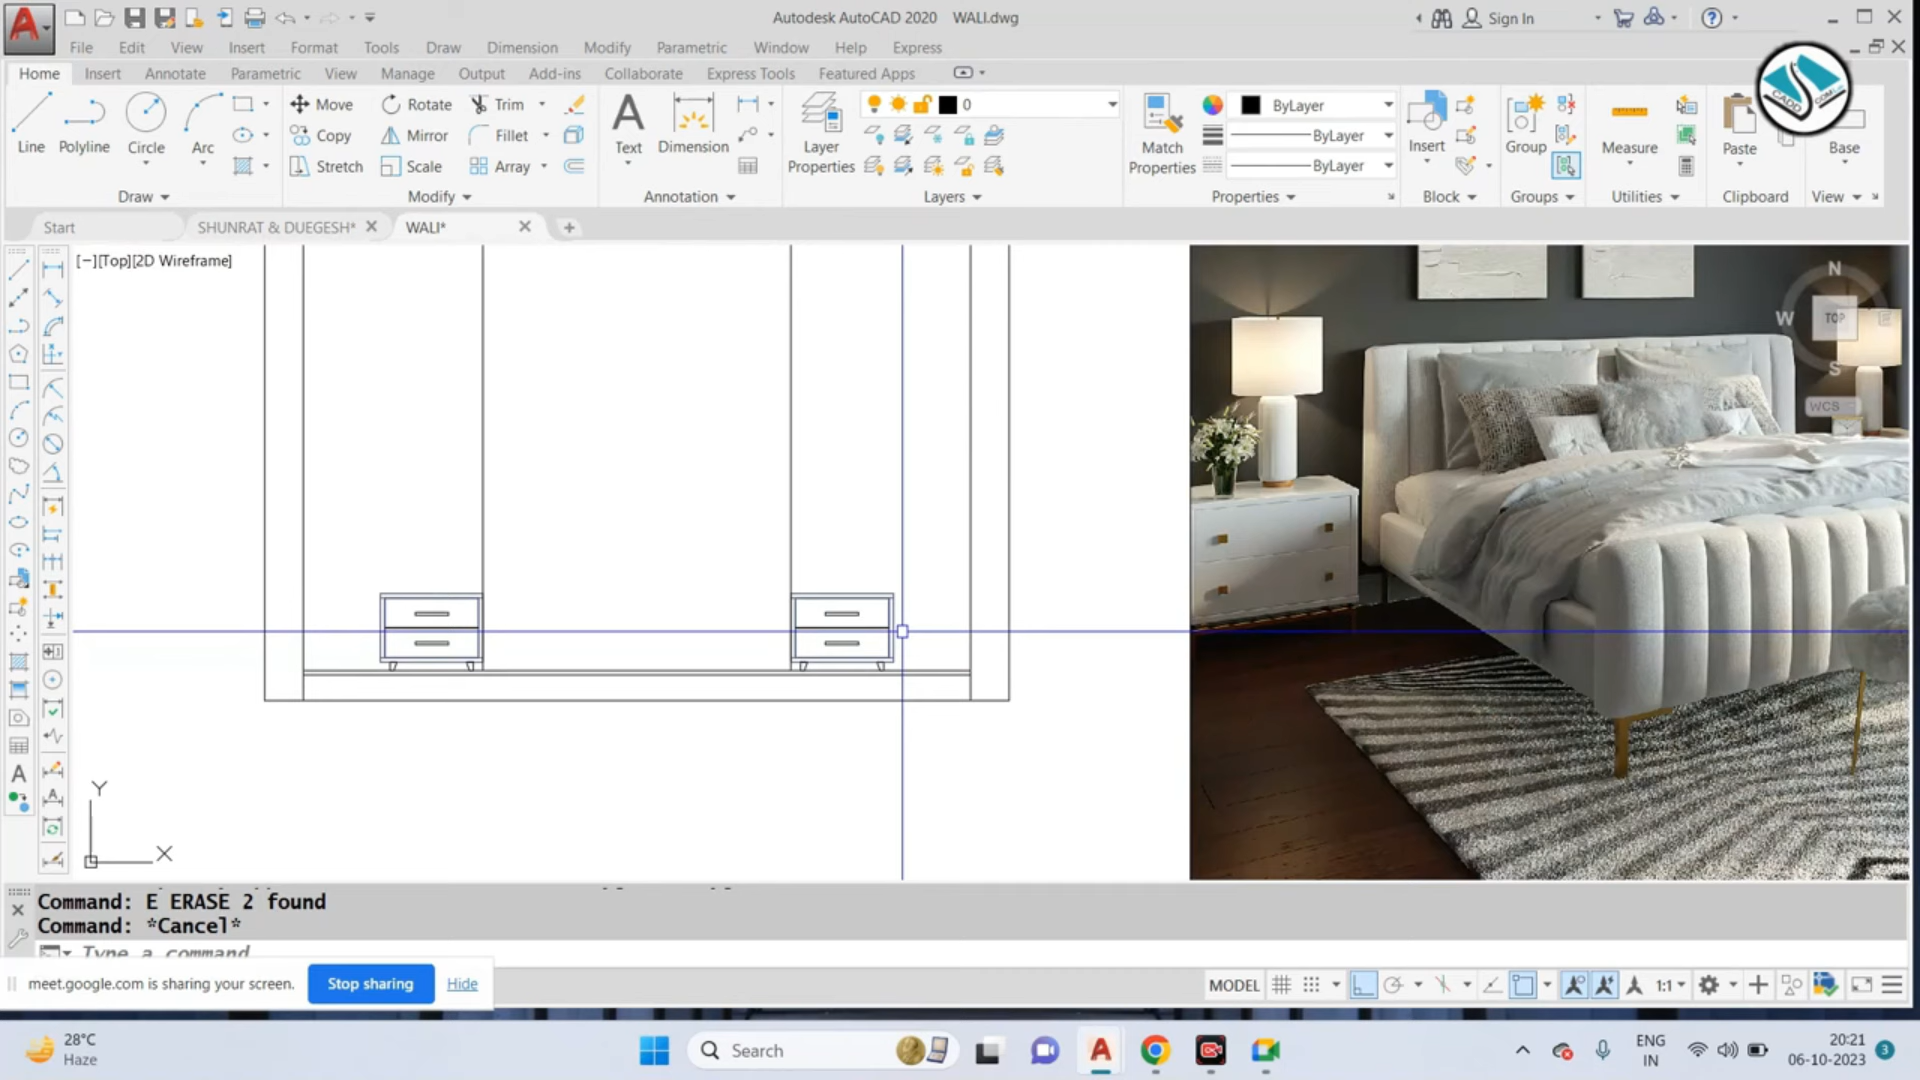 Autodesk AutoCAD 2020 WALI.dwg
Sign In
File Edit View Insert Format Tools Draw Dimension Modify Parametric Window Help Express
Home Insert Annotate Parametric View Manage Output Add-ins Collaborate Express Tools Featured Apps
Line Polyline Circle Arc
Move Rotate Trim
Copy Mirror Fillet
Stretch Scale Array
A
Text Dimension
Layer Properties
0
Match Properties
ByLayer
ByLayer
ByLayer
Insert
Group
Measure
Paste
Base
Draw Modify Annotation Layers Properties Block Groups Utilities Clipboard View
CADD
COM
Start SHUNRAT & DUEGESH* WALI*
[−][Top][2D Wireframe]
N
W TOP E
S
WCS
Y
X
Command: E ERASE 2 found
Command: *Cancel*
Type a command
meet.google.com is sharing your screen. Stop sharing Hide
MODEL 1:1
28°C
Haze
Search
ENG
IN
20:21
06-10-2023
3